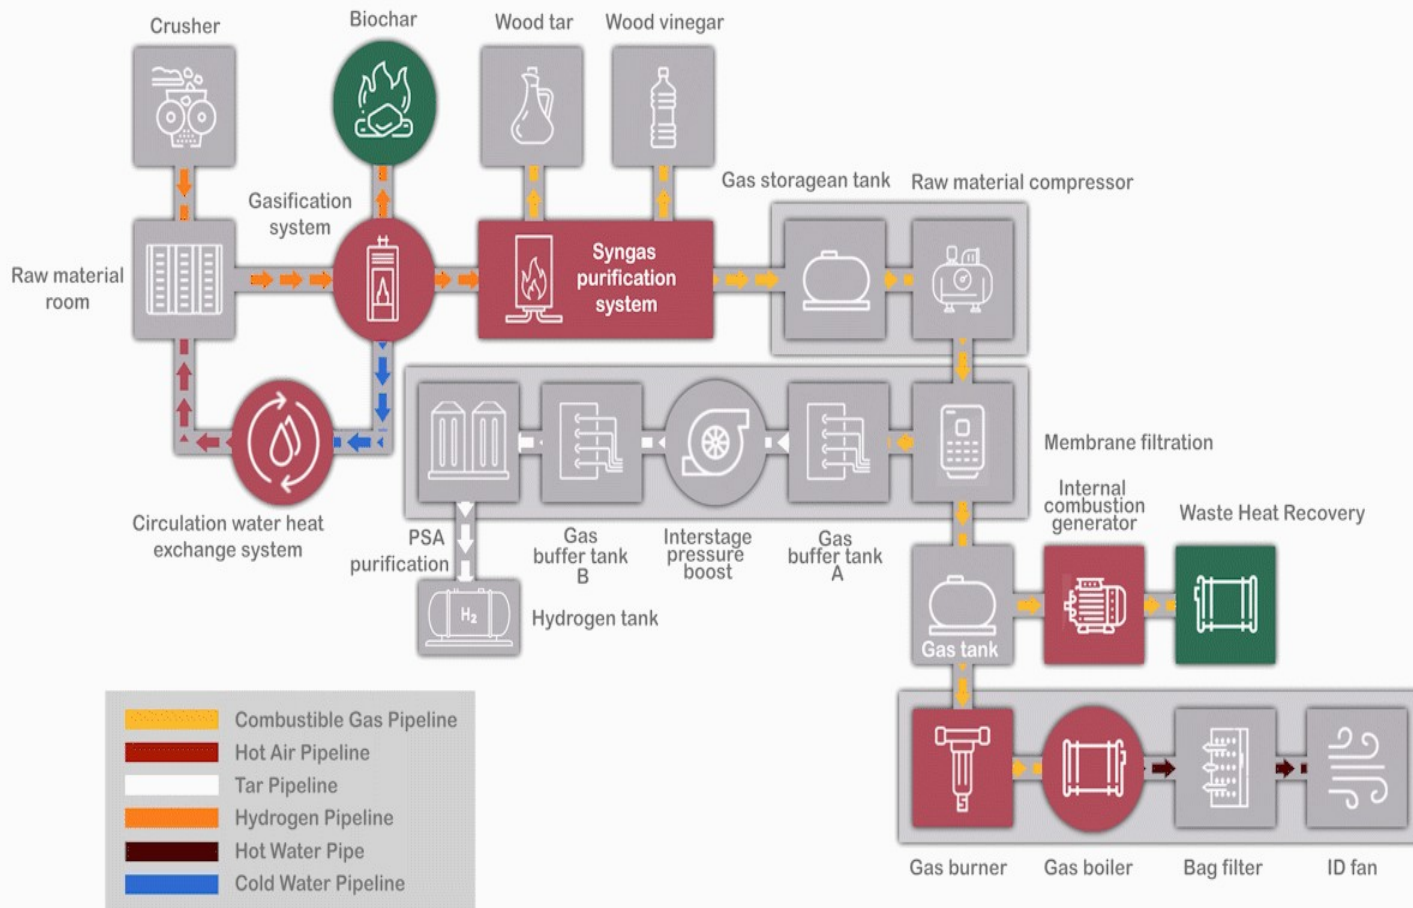 Crusher
Biochar
Wood tar
Wood vinegar
Gas storagean tank
Raw material compressor
Gasification
system
Raw material
room
Syngas
purification
system
Circulation water heat
exchange system
PSA
purification
Gas
buffer tank
B
Interstage
pressure
boost
Gas
buffer tank
A
Membrane filtration
Internal
combustion
generator
Waste Heat Recovery
H₂
Hydrogen tank
Gas tank
Gas burner
Gas boiler
Bag filter
ID fan
Combustible Gas Pipeline
Hot Air Pipeline
Tar Pipeline
Hydrogen Pipeline
Hot Water Pipe
Cold Water Pipeline